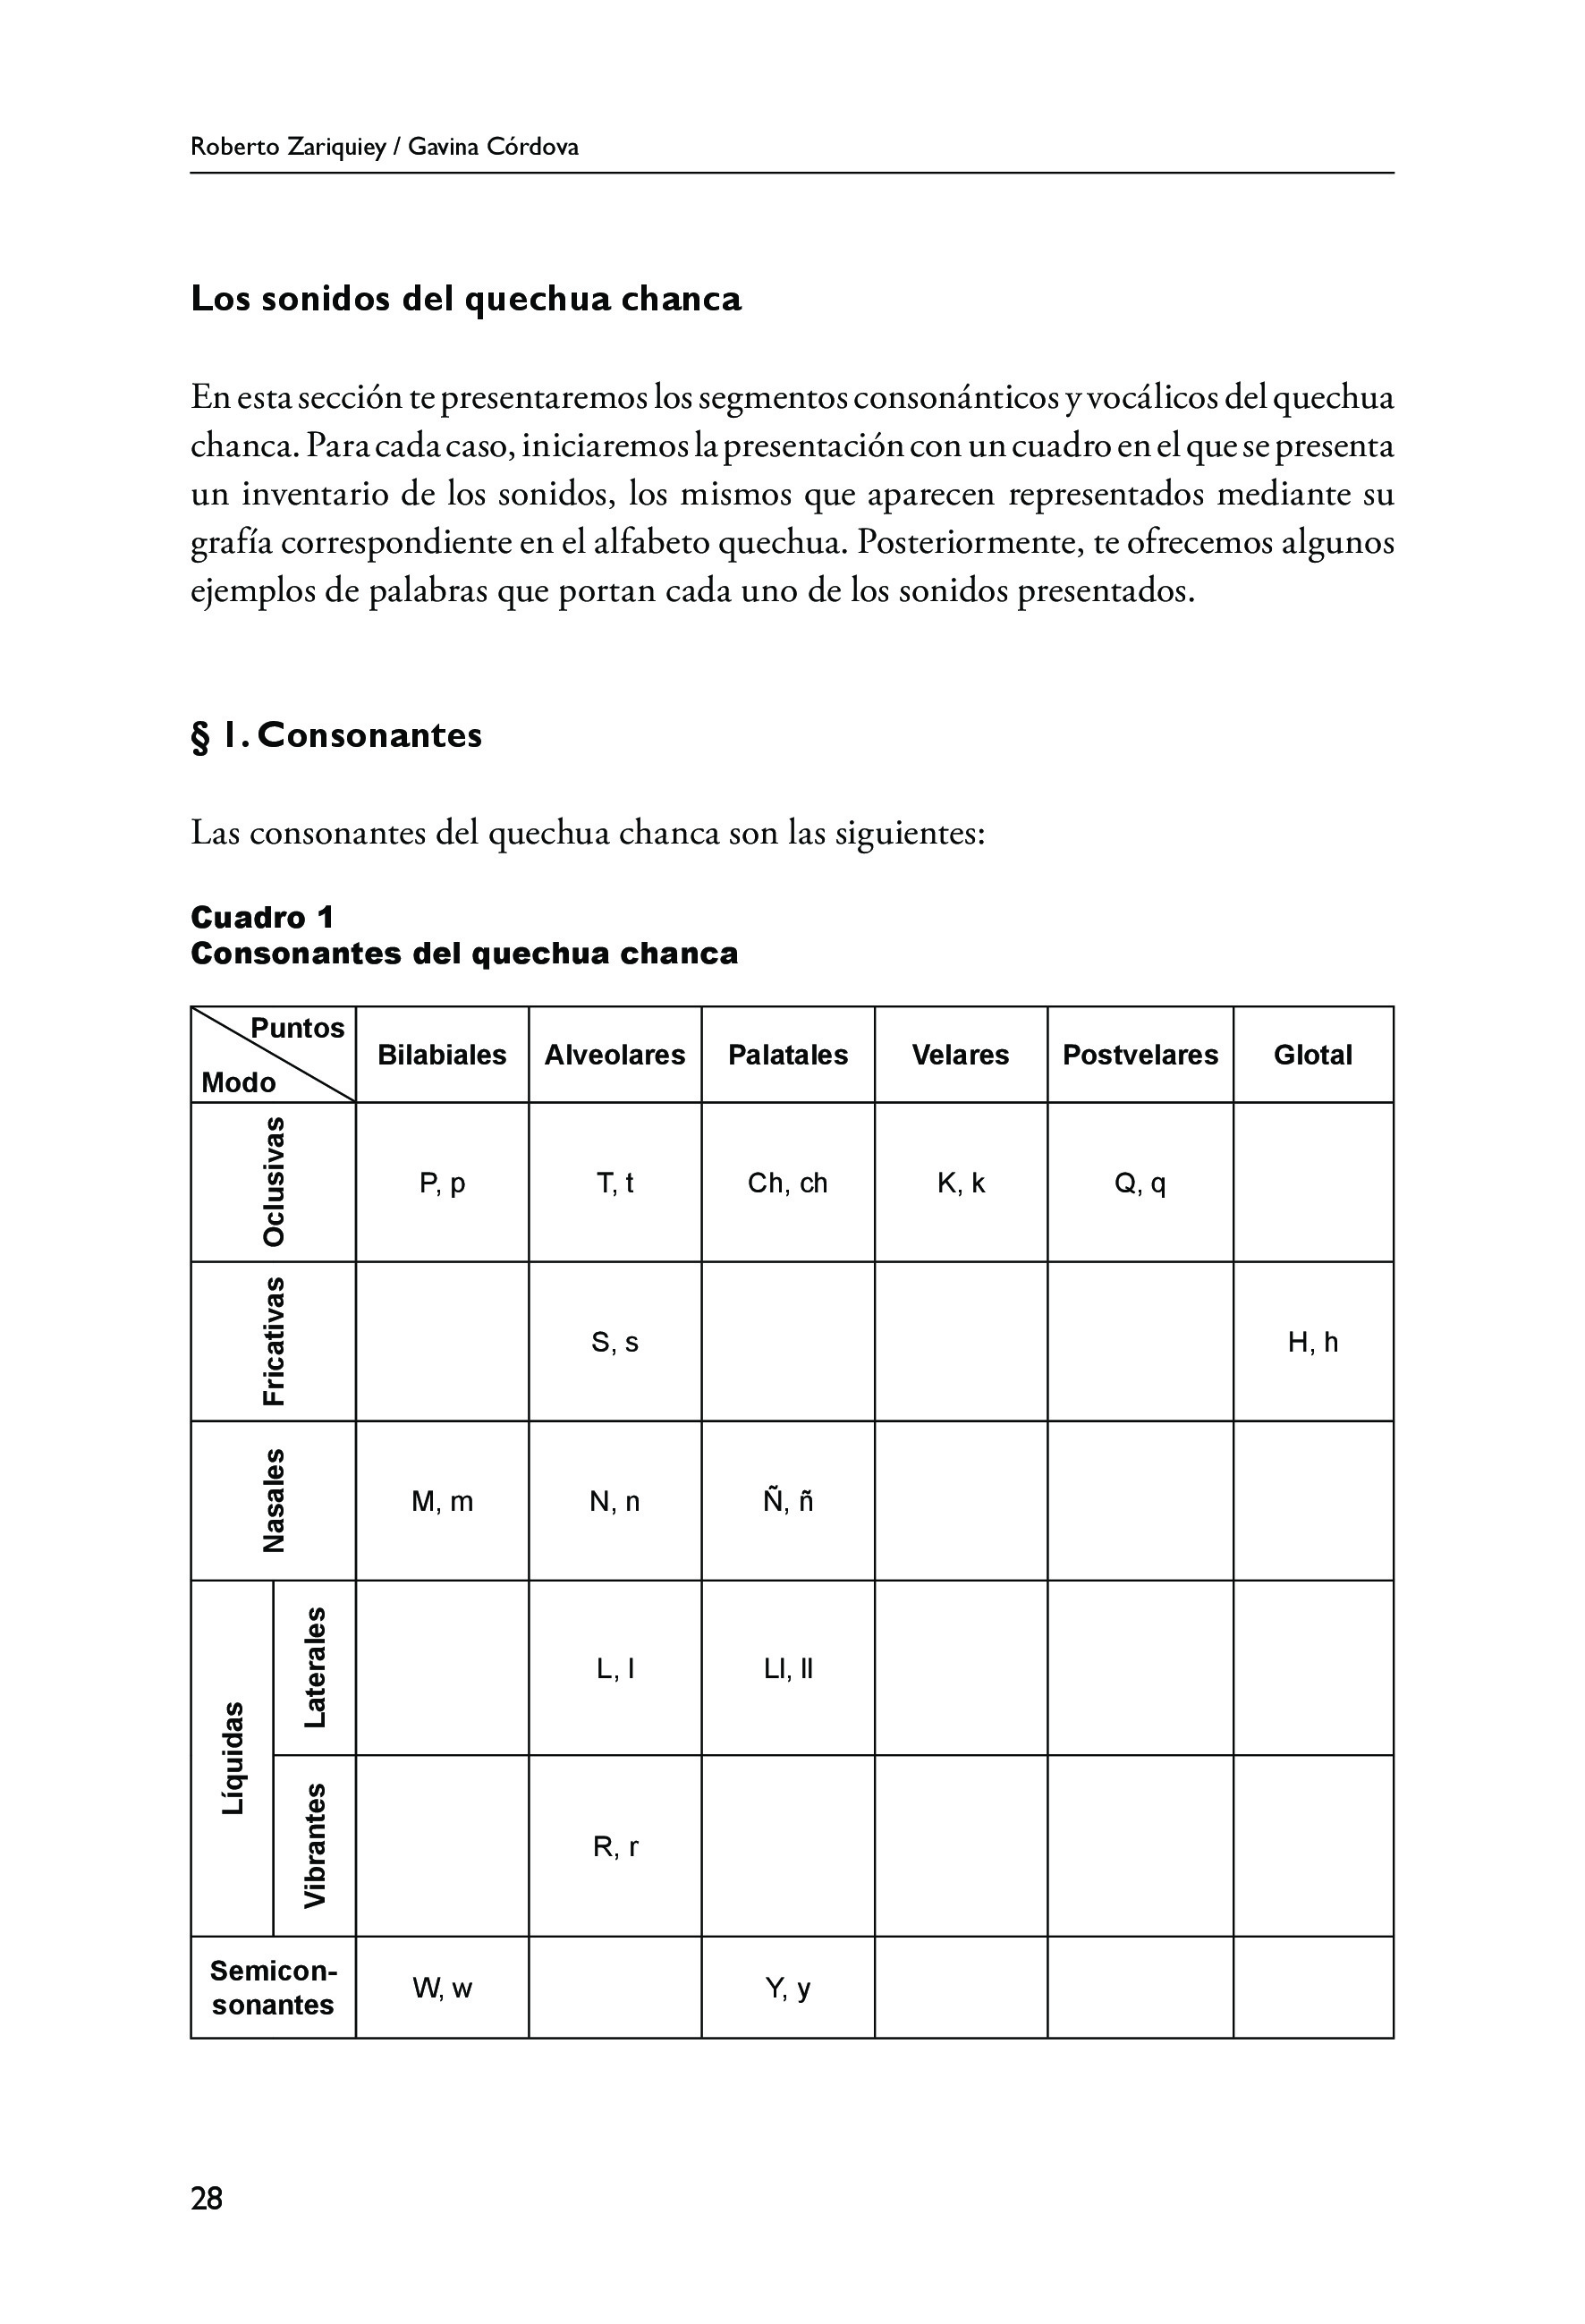 Roberto Zariquiey / Gavina Córdova
Los sonidos del quechua chanca
En esta sección te presentaremos los segmentos consonánticos y vocálicos del quechua
chanca. Para cada caso, iniciaremos la presentación con un cuadro en el que se presenta
un inventario de los sonidos, los mismos que aparecen representados mediante su
grafía correspondiente en el alfabeto quechua. Posteriormente, te ofrecemos algunos
ejemplos de palabras que portan cada uno de los sonidos presentados.
§ 1. Consonantes
Las consonantes del quechua chanca son las siguientes:
Cuadro 1
Consonantes del quechua chanca
Puntos
Modo
Bilabiales Alveolares Palatales Velares Postvelares Glotal
Oclusivas P, p T, t Ch, ch K, k Q, q
Fricativas S, s H, h
Nasales M, m N, n Ñ, ñ
Líquidas
Laterales L, l Ll, ll
Vibrantes R, r
Semicon-
sonantes
W, w Y, y
28